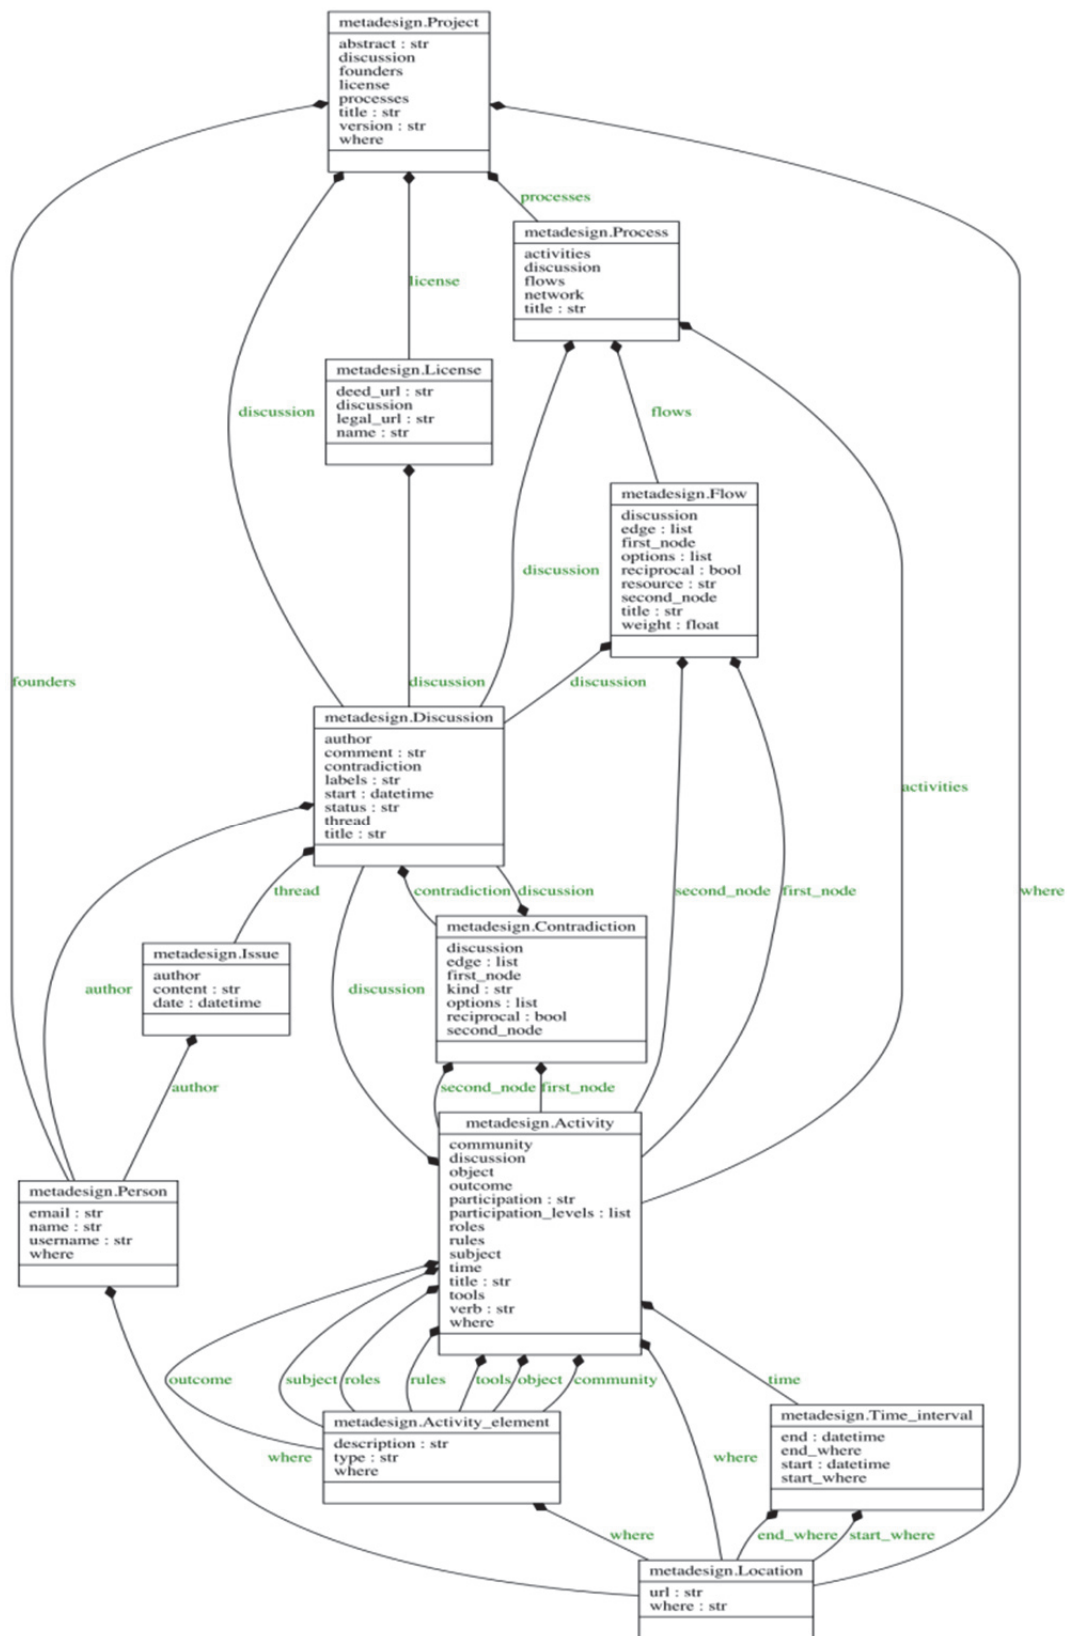 metadesign.Project
abstract : str
discussion
founders
license
processes
title : str
version : str
where
processes
metadesign.Process
activities
discussion
flows
network
title : str
license
metadesign.License
deed_url : str
discussion
legal_url : str
name : str
discussion
flows
metadesign.Flow
discussion
edge : list
first_node
options : list
reciprocal : bool
resource : str
second_node
title : str
weight : float
discussion
founders
discussion
discussion
metadesign.Discussion
author
comment : str
contradiction
labels : str
start : datetime
status : str
thread
title : str
activities
thread
contradiction
discussion
second_node
first_node
where
metadesign.Contradiction
discussion
edge : list
first_node
kind : str
options : list
reciprocal : bool
second_node
metadesign.Issue
author
content : str
date : datetime
author
discussion
author
second_node
first_node
metadesign.Activity
community
discussion
object
outcome
participation : str
participation_levels : list
roles
rules
subject
time
title : str
tools
verb : str
where
metadesign.Person
email : str
name : str
username : str
where
outcome
subject
roles
rules
tools
object
community
time
metadesign.Activity_element
description : str
type : str
where
where
where
metadesign.Time_interval
end : datetime
end_where
start : datetime
start_where
where
end_where
start_where
metadesign.Location
url : str
where : str